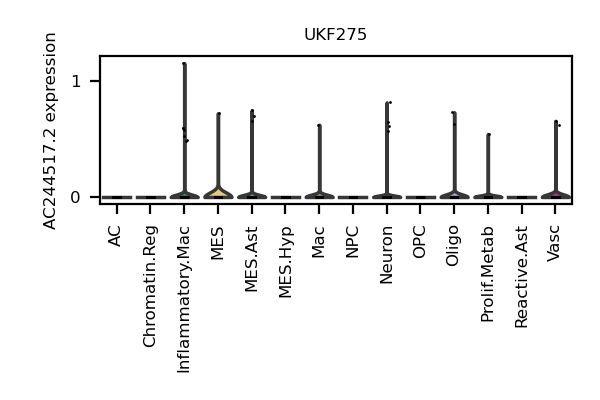 UKF275
AC244517.2 expression
1
0
AC
Chromatin.Reg
Inflammatory.Mac
MES
MES.Ast
MES.Hyp
Mac
NPC
Neuron
OPC
Oligo
Prolif.Metab
Reactive.Ast
Vasc